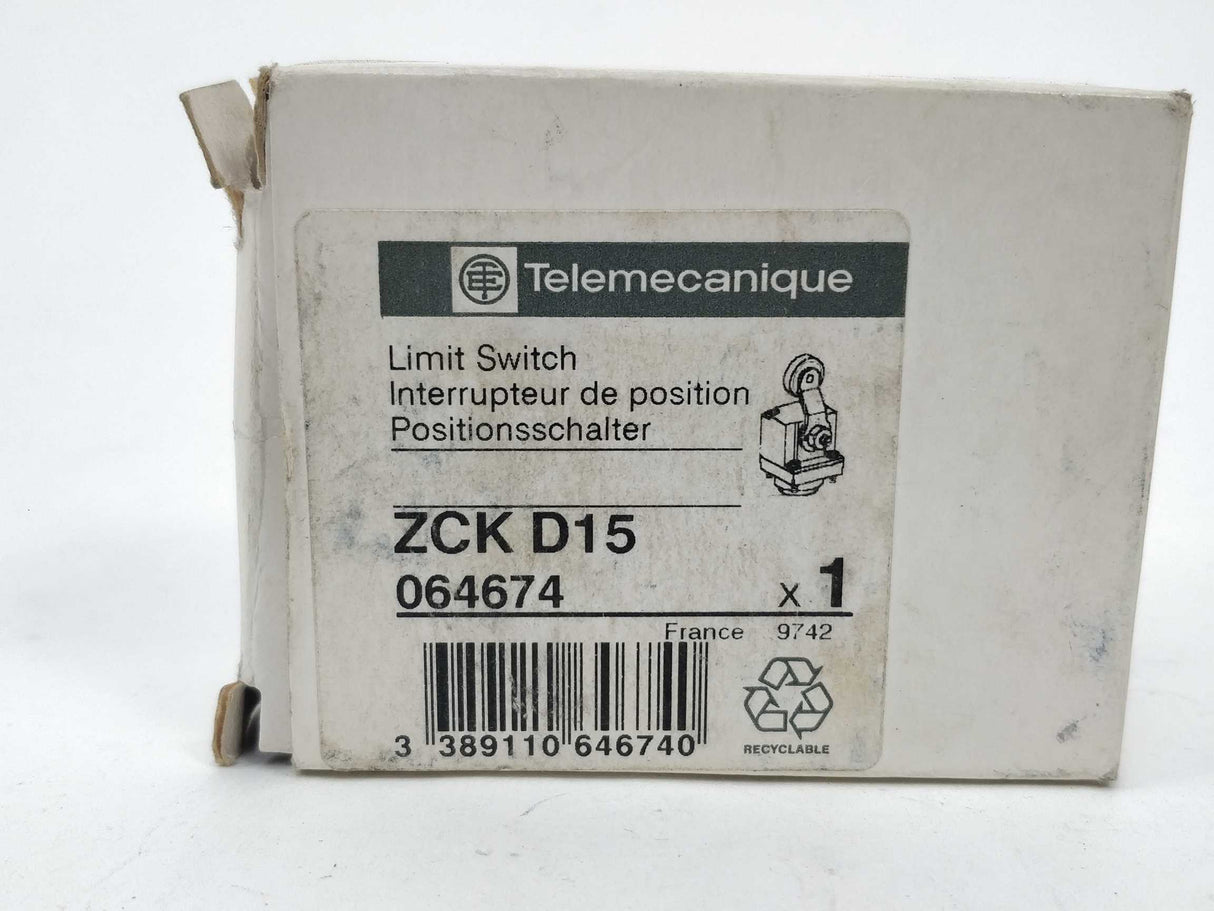 Telemecanique
Limit Switch
Interrupteur de position
Positionsschalter
ZCK D15
064674 x 1
France 9742
3 389110 646740
RECYCLABLE